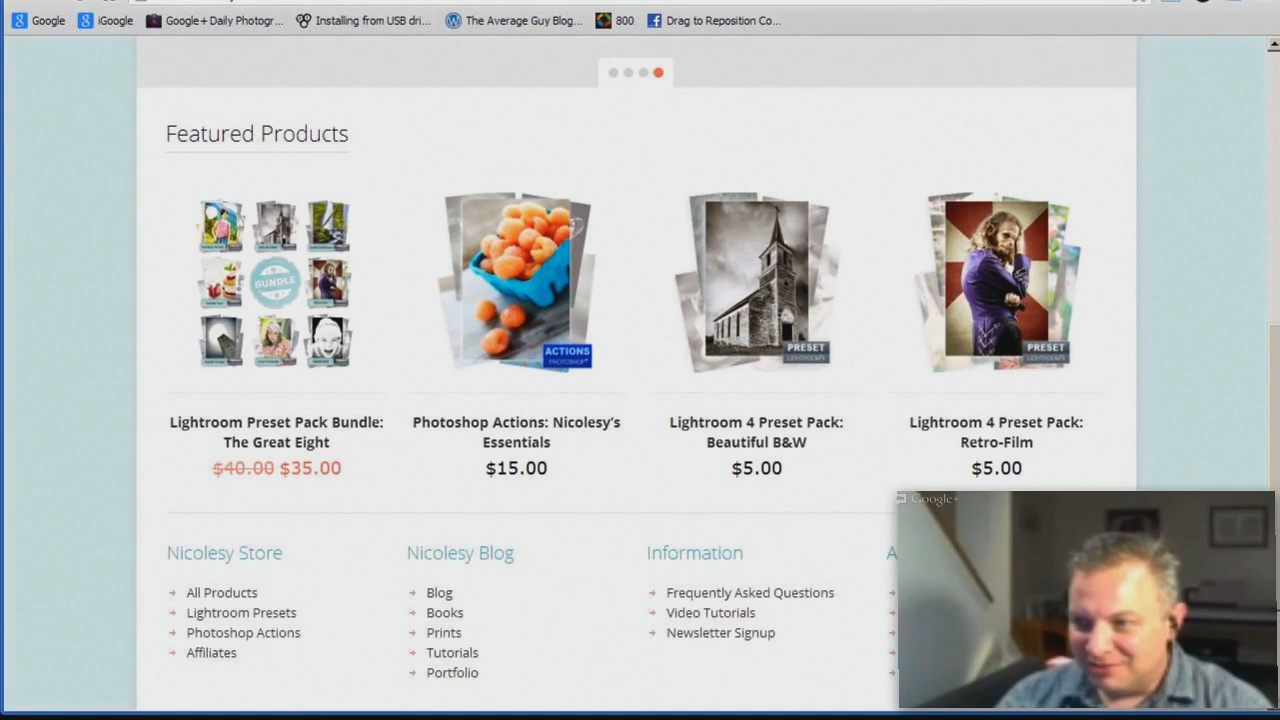 Google
iGoogle
Google+ Daily Photogr...
Installing from USB dri...
The Average Guy Blog...
800
Drag to Reposition Co...
Featured Products
BUNDLE
ACTIONS
PHOTOSHOP
PRESET
LIGHTROOM
PRESET
LIGHTROOM
Lightroom Preset Pack Bundle:
The Great Eight
$40.00 $35.00
Photoshop Actions: Nicolesy's
Essentials
$15.00
Lightroom 4 Preset Pack:
Beautiful B&W
$5.00
Lightroom 4 Preset Pack:
Retro-Film
$5.00
Google+
Nicolesy Store
All Products
Lightroom Presets
Photoshop Actions
Affiliates
Nicolesy Blog
Blog
Books
Prints
Tutorials
Portfolio
Information
Frequently Asked Questions
Video Tutorials
Newsletter Signup
A